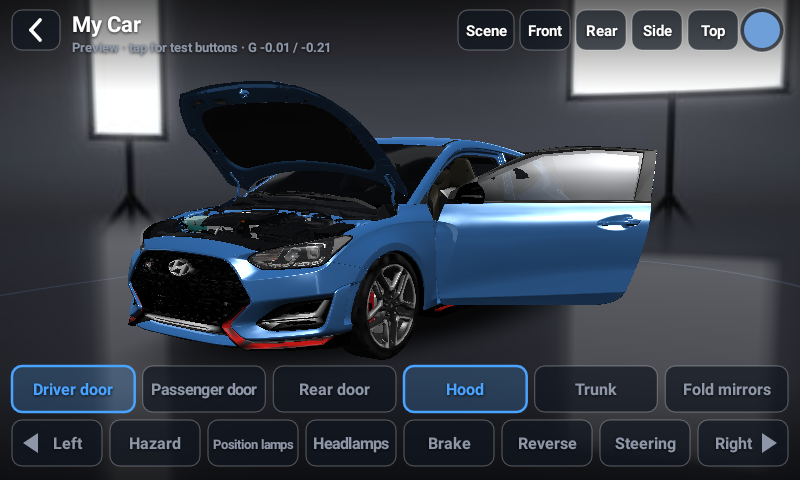 My Car
Preview · tap for test buttons · G -0.01 / -0.21
Scene
Front
Rear
Side
Top
Driver door
Passenger door
Rear door
Hood
Trunk
Fold mirrors
Left
Hazard
Position lamps
Headlamps
Brake
Reverse
Steering
Right